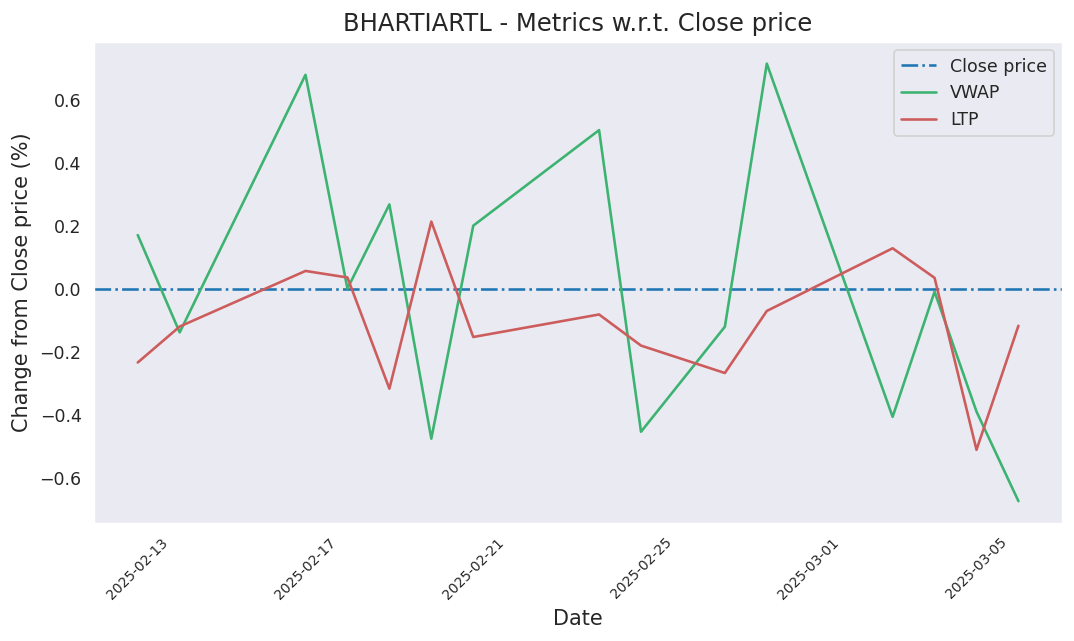 BHARTIARTL - Metrics w.r.t. Close price
Close price
VWAP
LTP
Change from Close price (%)
0.6
0.4
0.2
0.0
−0.2
−0.4
−0.6
2025-02-13
2025-02-17
2025-02-21
2025-02-25
2025-03-01
2025-03-05
Date